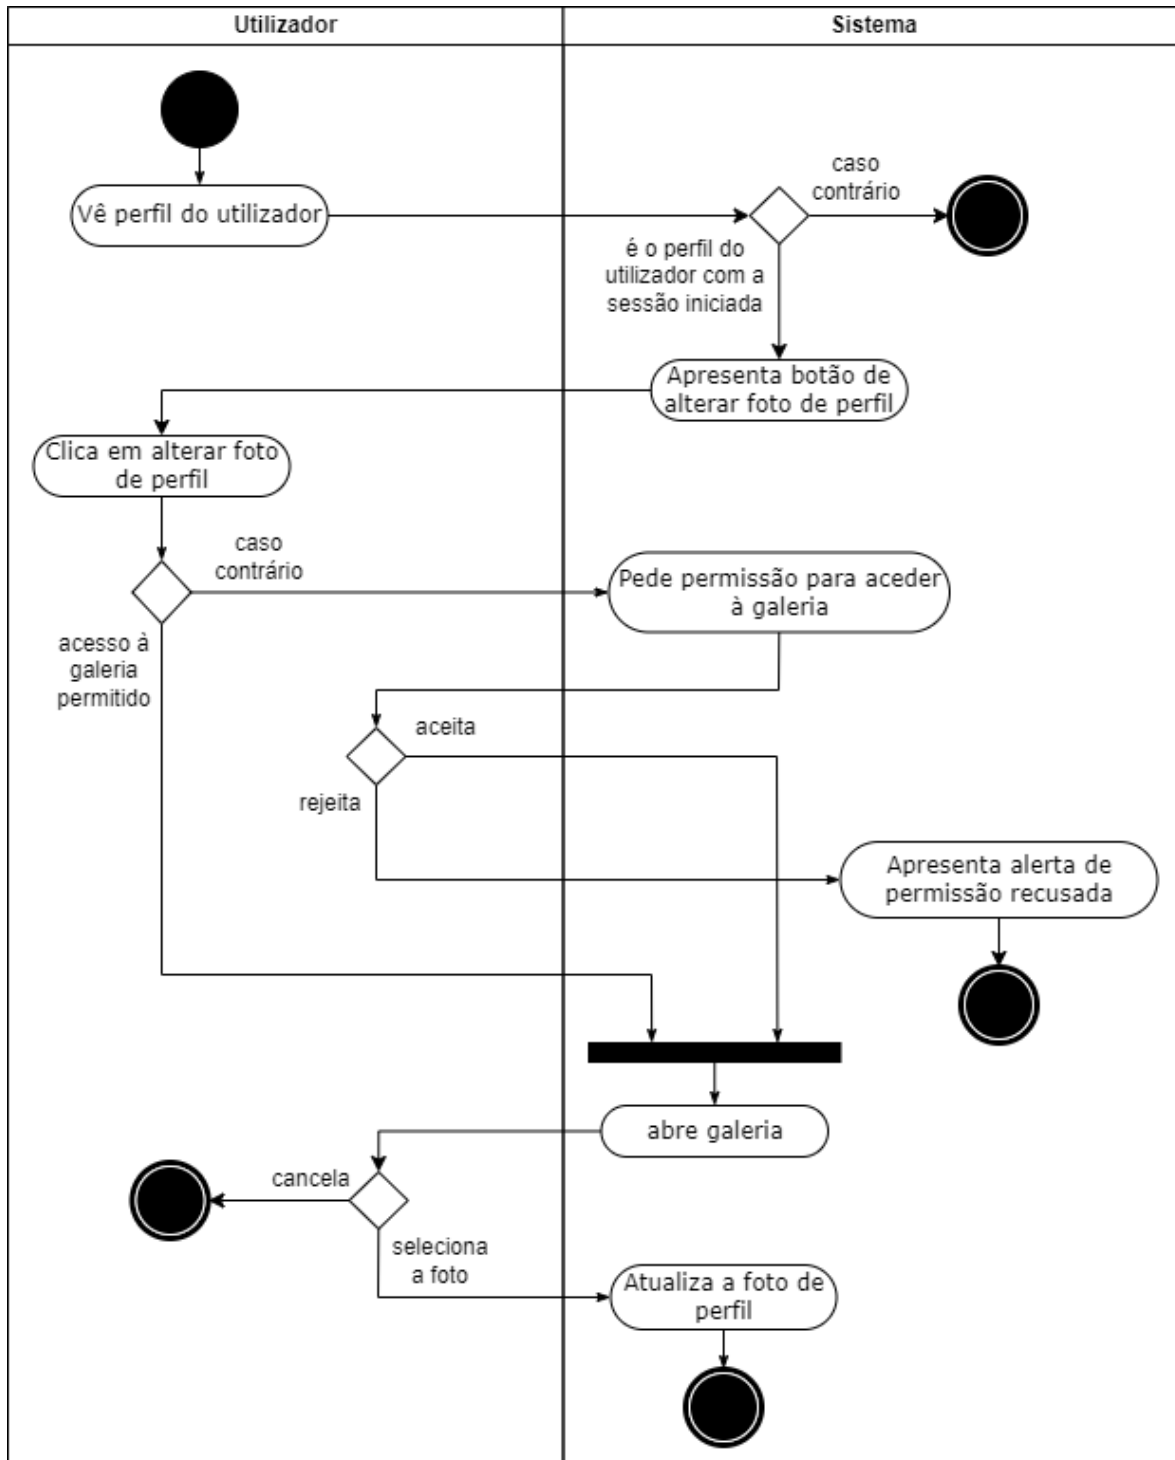 Utilizador
Sistema
caso
contrário
Vê perfil do utilizador
é o perfil do
utilizador com a
sessão iniciada
Apresenta botão de
alterar foto de perfil
Clica em alterar foto
de perfil
caso
contrário
Pede permissão para aceder
à galeria
acesso à
galeria
permitido
aceita
rejeita
Apresenta alerta de
permissão recusada
abre galeria
cancela
seleciona
a foto
Atualiza a foto de
perfil